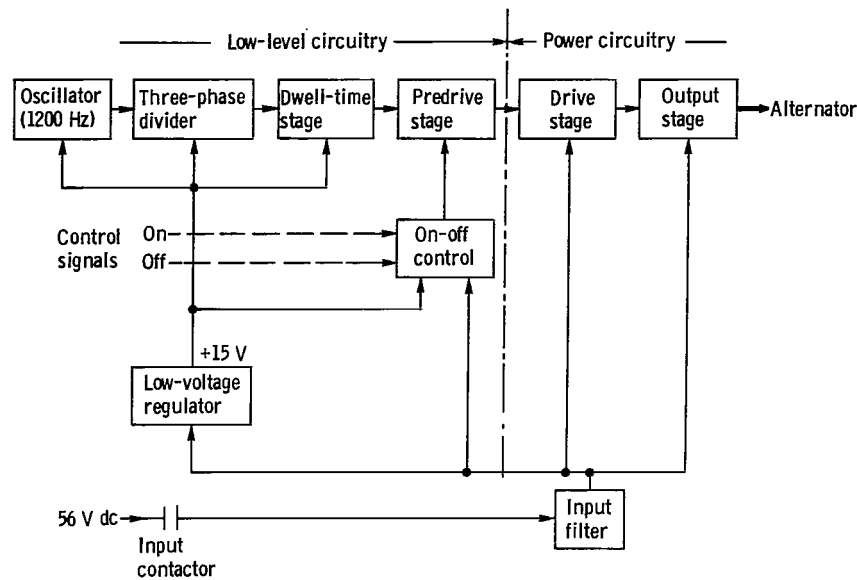 Low-level circuitry
Power circuitry
Oscillator
(1200 Hz)
Three-phase
divider
Dwell-time
stage
Predrive
stage
Drive
stage
Output
stage
Alternator
Control
signals
On
Off
On-off
control
+15 V
Low-voltage
regulator
56 V dc
Input
contactor
Input
filter